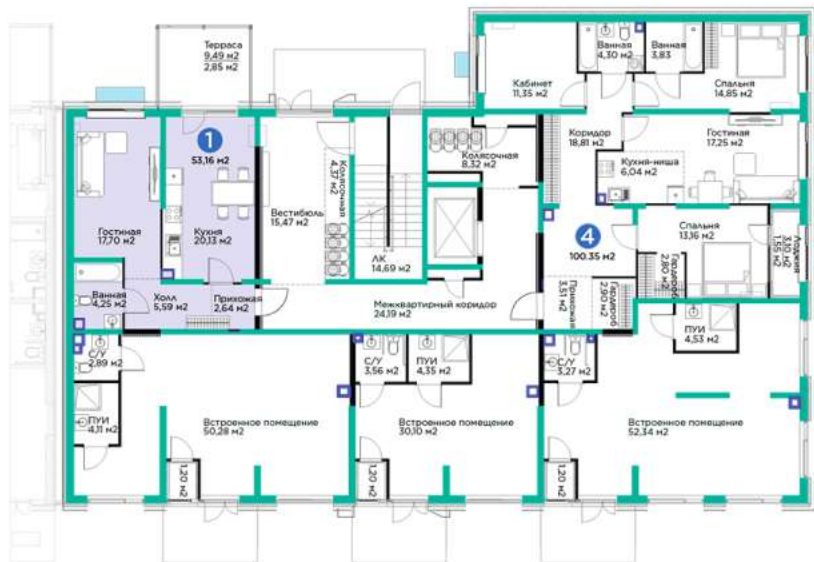 Терраса
9,49 м2
2,85 м2
1
53,16 м2
Гостиная
17,70 м2
Кухня
20,13 м2
Ванная
4,25 м2
Холл
5,59 м2
Прихожая
2,64 м2
Вестибюль
15,47 м2
Колясочная
4,37 м2
ЛК
14,69 м2
Колясочная
8,32 м2
Межквартирный коридор
24,19 м2
Кабинет
11,35 м2
Ванная
4,30 м2
Ванная
3,83
Спальня
14,85 м2
Коридор
18,81 м2
Гостиная
17,25 м2
Кухня-ниша
6,04 м2
4
100.35 м2
Спальня
13,16 м2
Лоджия
3,10 м2
1,55 м2
Гардероб
2,80 м2
Прихожая
3,51 м2
Гардероб
2,90 м2
С/У
2,89 м2
ПУИ
4,11 м2
Встроенное помещение
50,28 м2
1,20 м2
С/У
3,56 м2
ПУИ
4,35 м2
Встроенное помещение
30,10 м2
1,20 м2
С/У
3,27 м2
ПУИ
4,53 м2
Встроенное помещение
52,34 м2
1,20 м2